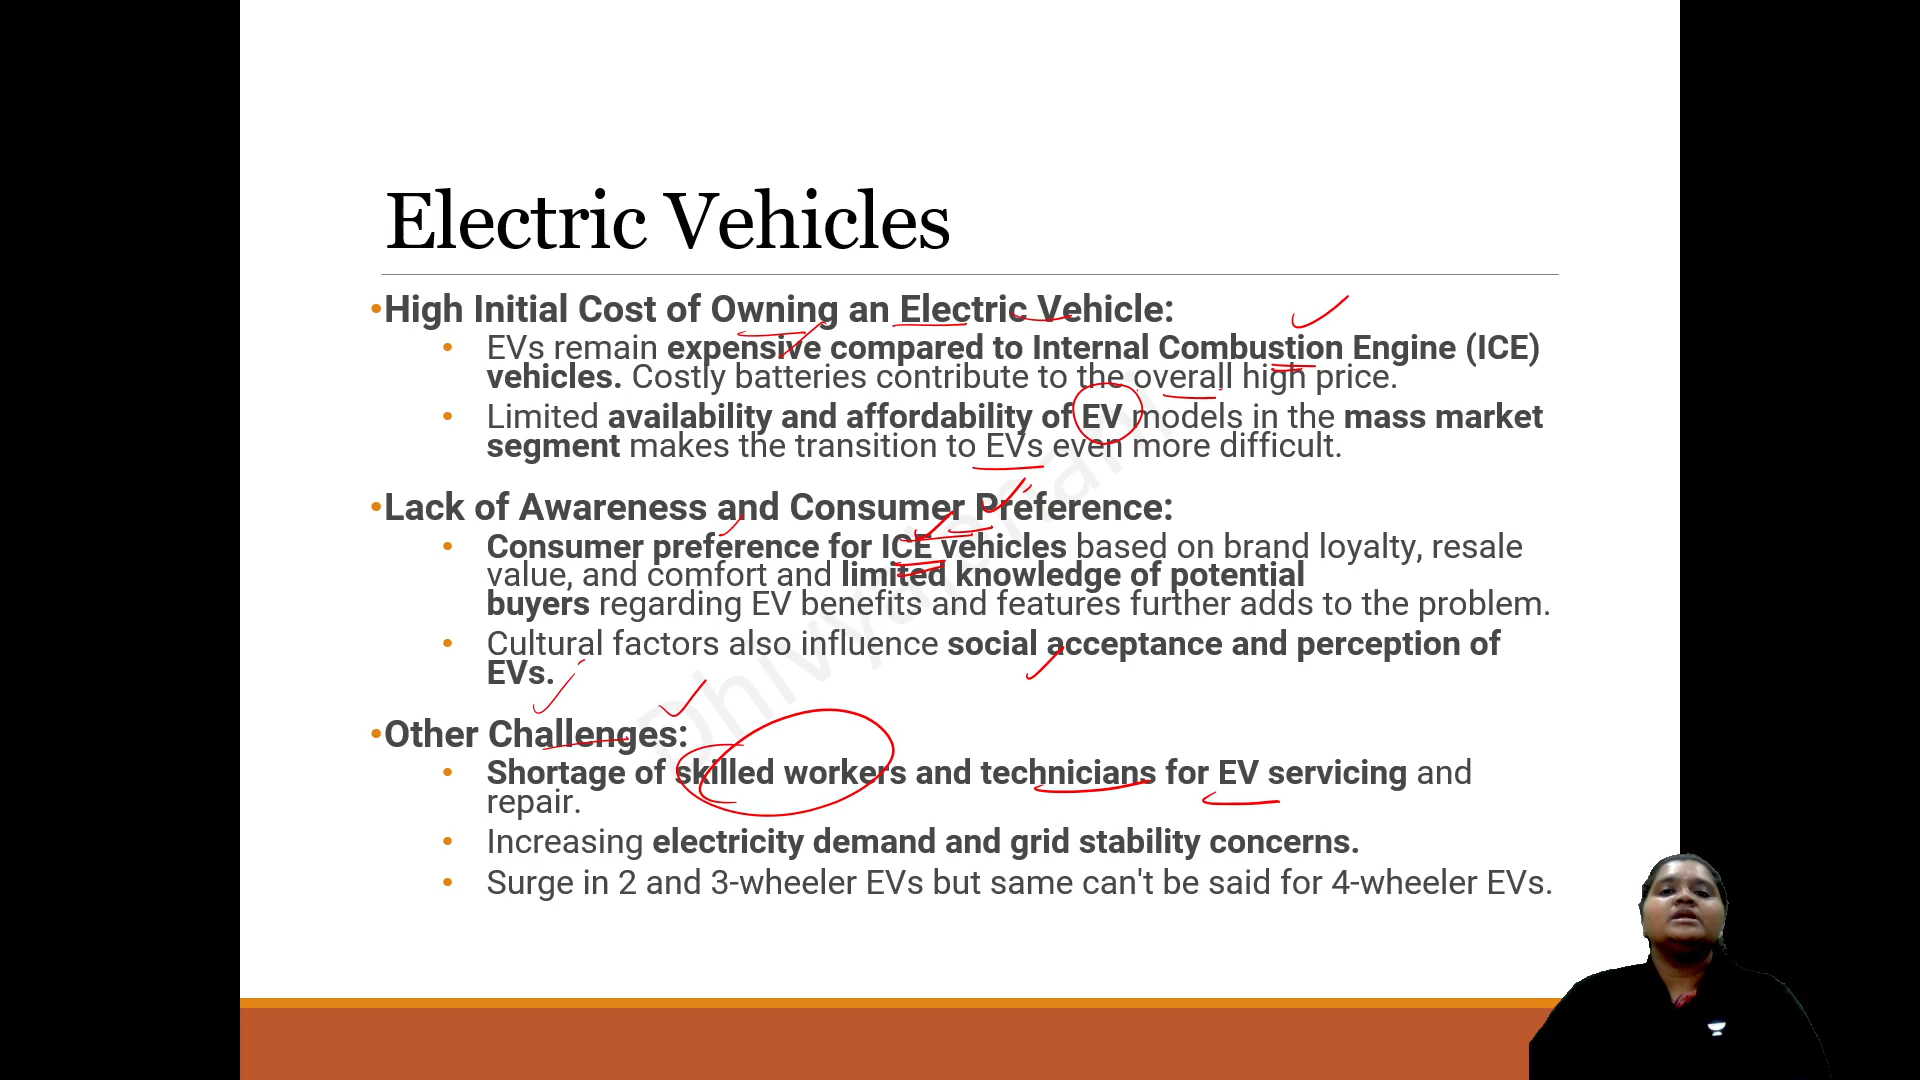 Electric Vehicles
•High Initial Cost of Owning an Electric Vehicle:
• EVs remain expensive compared to Internal Combustion Engine (ICE)
vehicles. Costly batteries contribute to the overall high price.
• Limited availability and affordability of EV models in the mass market
segment makes the transition to EVs even more difficult.
•Lack of Awareness and Consumer Preference:
• Consumer preference for ICE vehicles based on brand loyalty, resale
value, and comfort and limited knowledge of potential
buyers regarding EV benefits and features further adds to the problem.
• Cultural factors also influence social acceptance and perception of
EVs.
•Other Challenges:
• Shortage of skilled workers and technicians for EV servicing and
repair.
• Increasing electricity demand and grid stability concerns.
• Surge in 2 and 3-wheeler EVs but same can't be said for 4-wheeler EVs.